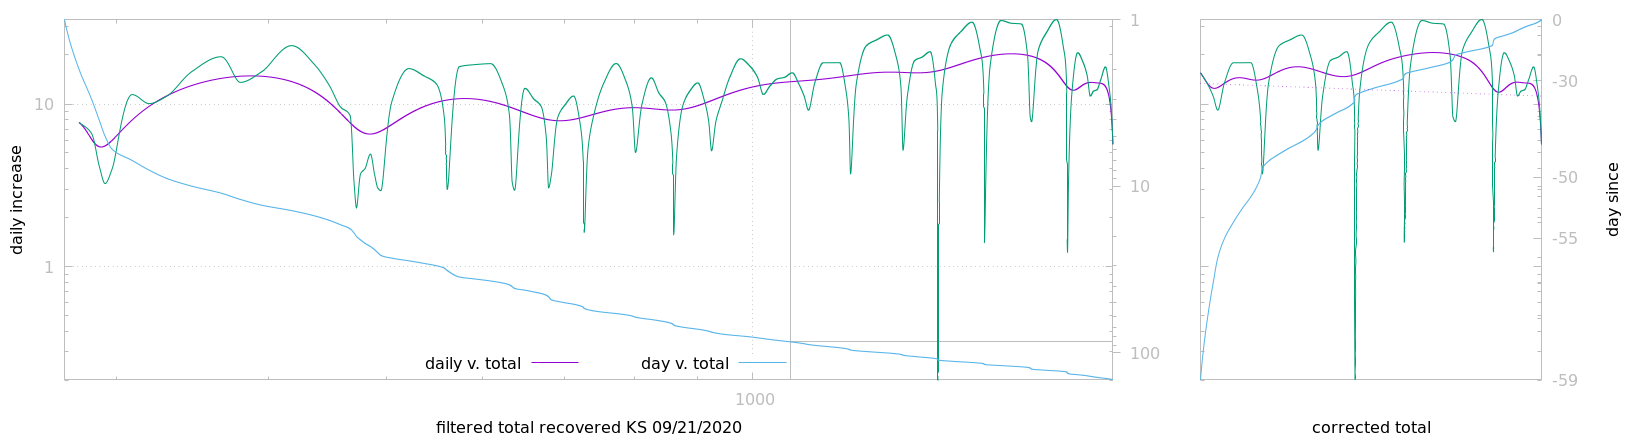 daily increase
10
1
1
10
100
1000
daily v. total
day v. total
filtered total recovered KS 09/21/2020
0
-30
-50
-55
-59
day since
corrected total